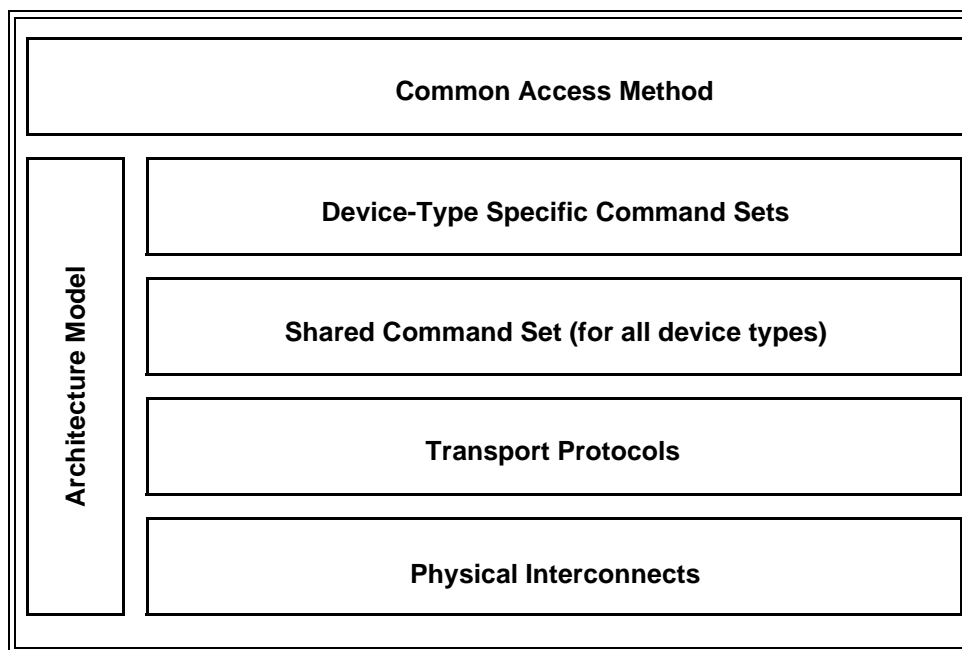 Common Access Method
Architecture Model
Device-Type Specific Command Sets
Shared Command Set (for all device types)
Transport Protocols
Physical Interconnects